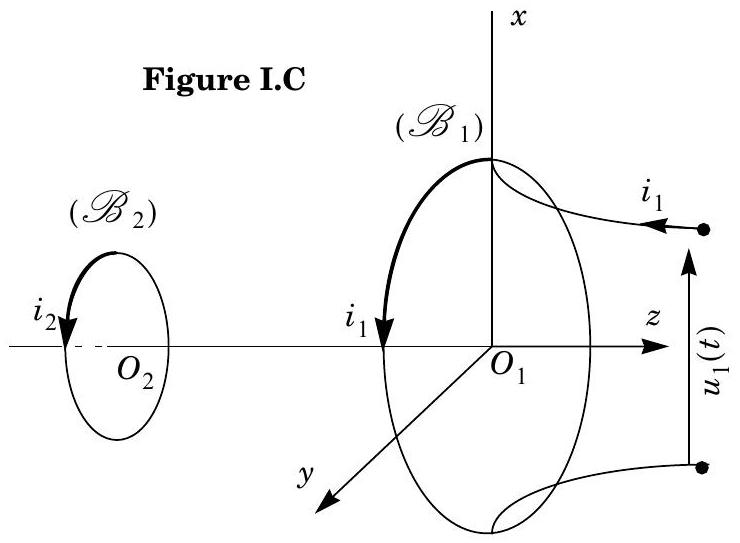 x
Figure I.C
(ℬ₁)
i₁
(ℬ₂)
i₂
i₁
z
u₁(t)
O₂
O₁
y